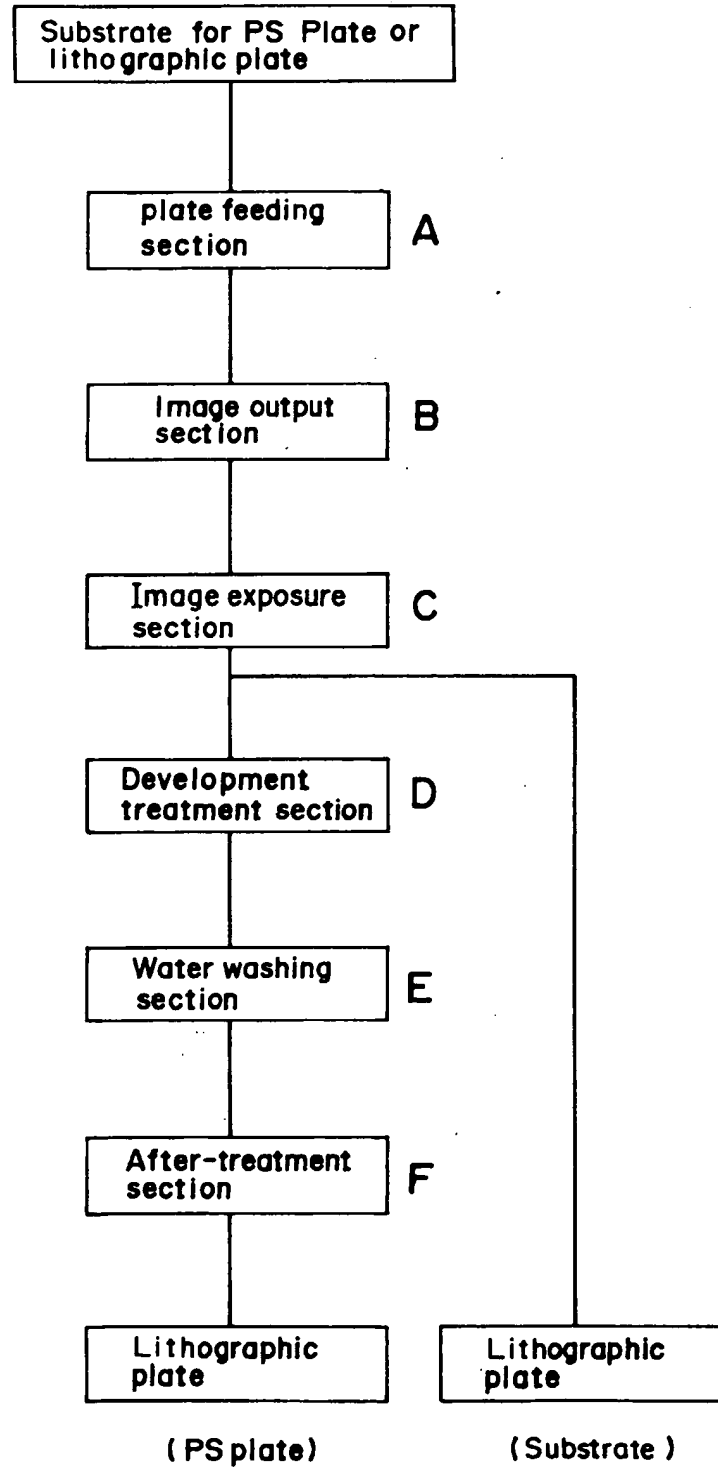 Substrate for PS Plate or
lithographic plate
plate feeding
section
A
Image output
section
B
Image exposure
section
C
Development
treatment section
D
Water washing
section
E
After-treatment
section
F
Lithographic
plate
Lithographic
plate
(PS plate)
(Substrate)